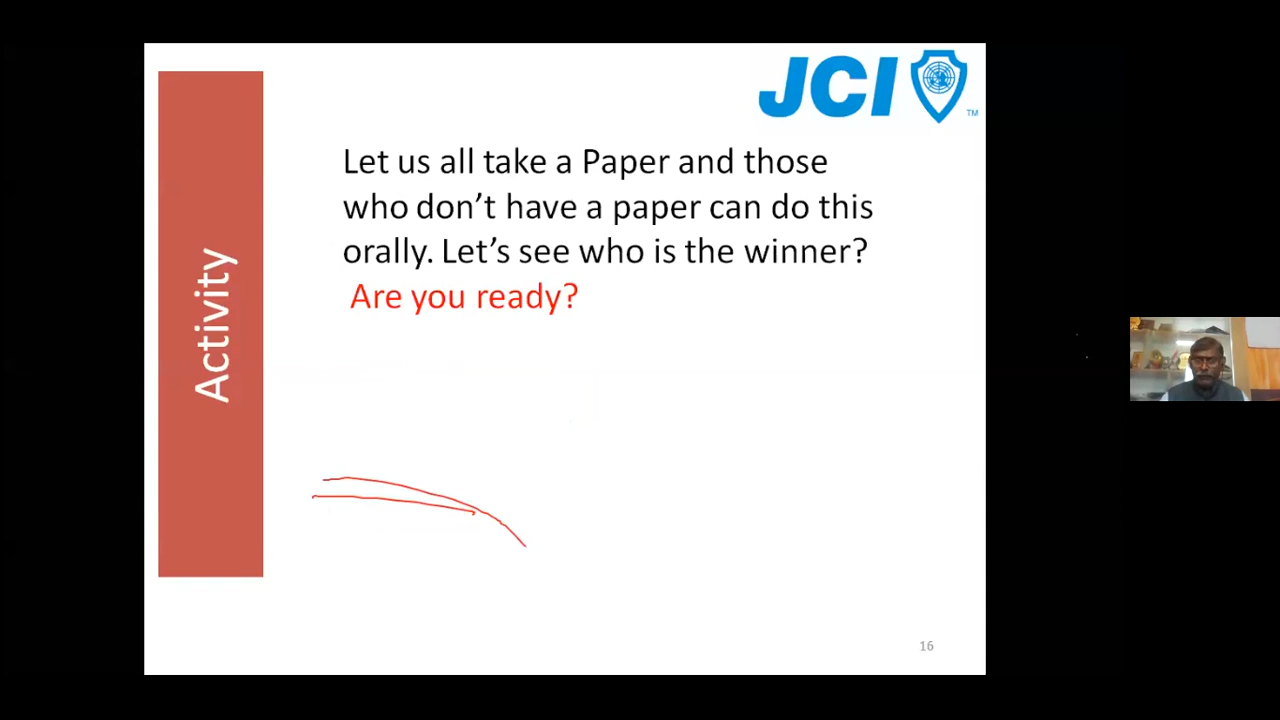 JCI
TM
Activity
Let us all take a Paper and those
who don’t have a paper can do this
orally. Let’s see who is the winner?
Are you ready?
16